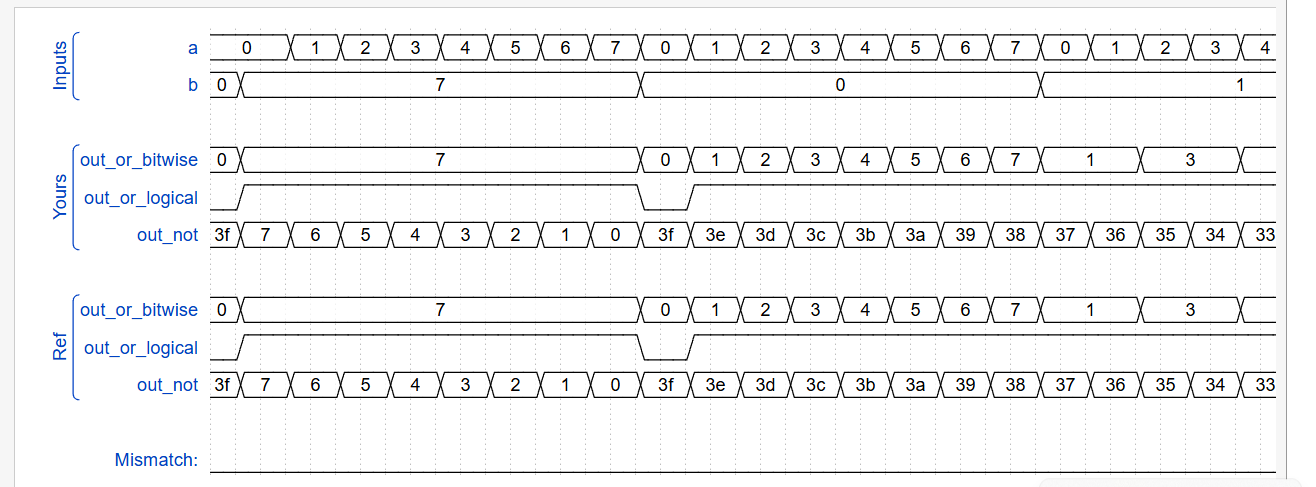 Inputs
a 0 1 2 3 4 5 6 7 0 1 2 3 4 5 6 7 0 1 2 3 4
b 0 7 0 1
Yours
out_or_bitwise 0 7 0 1 2 3 4 5 6 7 1 3
out_or_logical
out_not 3f 7 6 5 4 3 2 1 0 3f 3e 3d 3c 3b 3a 39 38 37 36 35 34 33
Ref
out_or_bitwise 0 7 0 1 2 3 4 5 6 7 1 3
out_or_logical
out_not 3f 7 6 5 4 3 2 1 0 3f 3e 3d 3c 3b 3a 39 38 37 36 35 34 33
Mismatch: